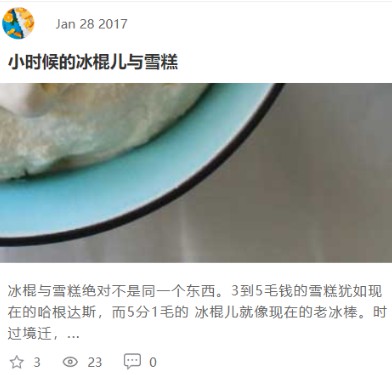 Jan 28 2017
小时候的冰棍儿与雪糕
冰棍与雪糕绝对不是同一个东西。3到5毛钱的雪糕犹如现
在的哈根达斯，而5分1毛的 冰棍儿就像现在的老冰棒。时
过境迁，...
3 23 0